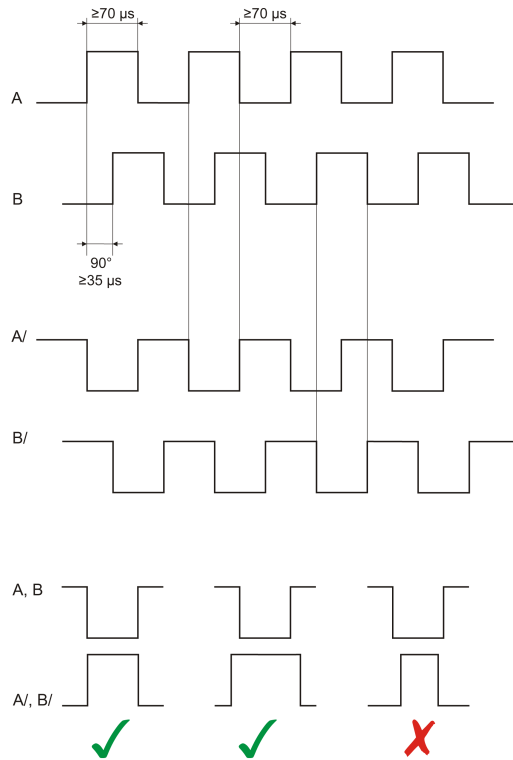 ≥70 µs ≥70 µs
A
B
90°
≥35 µs
A/
B/
A, B
A/, B/